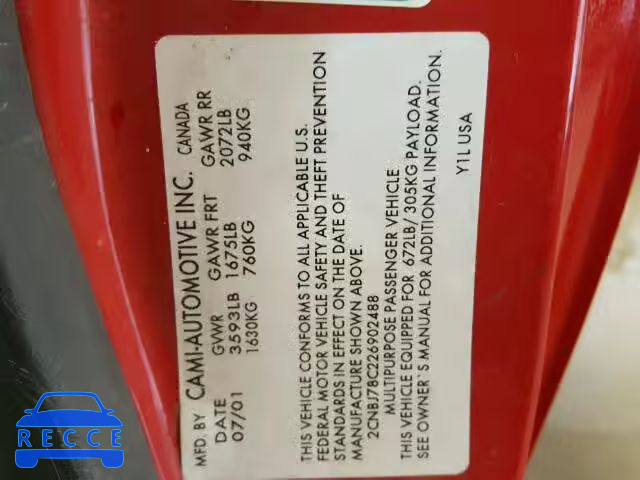 MFD. BY CAMI-AUTOMOTIVE INC. CANADA
DATE GVWR GAWR FRT GAWR RR
07/01 3593LB 1675LB 2072LB
1630KG 760KG 940KG
THIS VEHICLE CONFORMS TO ALL APPLICABLE U.S.
FEDERAL MOTOR VEHICLE SAFETY AND THEFT PREVENTION
STANDARDS IN EFFECT ON THE DATE OF
MANUFACTURE SHOWN ABOVE.
2CNBJ78C226902488
MULTIPURPOSE PASSENGER VEHICLE
THIS VEHICLE EQUIPPED FOR 672LB/ 305KG PAYLOAD.
SEE OWNER'S MANUAL FOR ADDITIONAL INFORMATION.
Y1L USA
RECCE